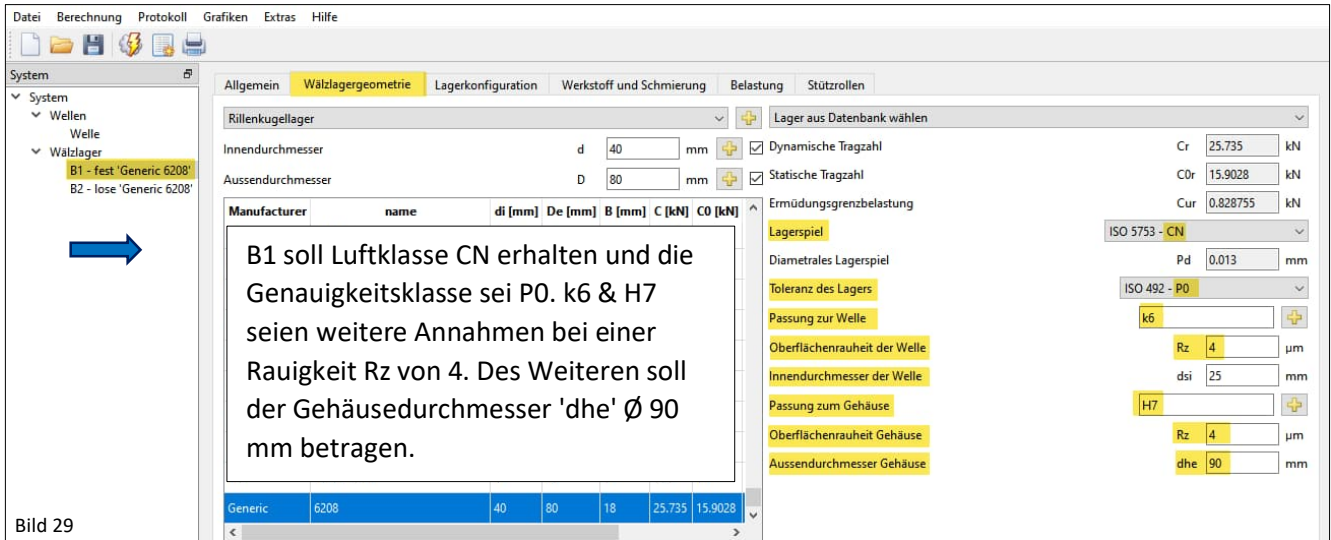 Datei Berechnung Protokoll Grafiken Extras Hilfe
System
System
Wellen
Welle
Wälzlager
B1 - fest 'Generic 6208'
B2 - lose 'Generic 6208'
Allgemein Wälzlagergeometrie Lagerkonfiguration Werkstoff und Schmierung Belastung Stützrollen
Rillenkugellager
Innendurchmesser d 40 mm
Aussendurchmesser D 80 mm
Manufacturer name di [mm] De [mm] B [mm] C [kN] C0 [kN]
B1 soll Luftklasse CN erhalten und die
Genauigkeitsklasse sei P0. k6 & H7
seien weitere Annahmen bei einer
Rauigkeit Rz von 4. Des Weiteren soll
der Gehäusedurchmesser 'dhe' Ø 90
mm betragen.
Generic 6208 40 80 18 25.735 15.9028
Lager aus Datenbank wählen
Dynamische Tragzahl Cr 25.735 kN
Statische Tragzahl C0r 15.9028 kN
Ermüdungsgrenzbelastung Cur 0.828755 kN
Lagerspiel ISO 5753 - CN
Diametrales Lagerspiel Pd 0.013 mm
Toleranz des Lagers ISO 492 - P0
Passung zur Welle k6
Oberflächenrauheit der Welle Rz 4 µm
Innendurchmesser der Welle dsi 25 mm
Passung zum Gehäuse H7
Oberflächenrauheit Gehäuse Rz 4 µm
Aussendurchmesser Gehäuse dhe 90 mm
Bild 29